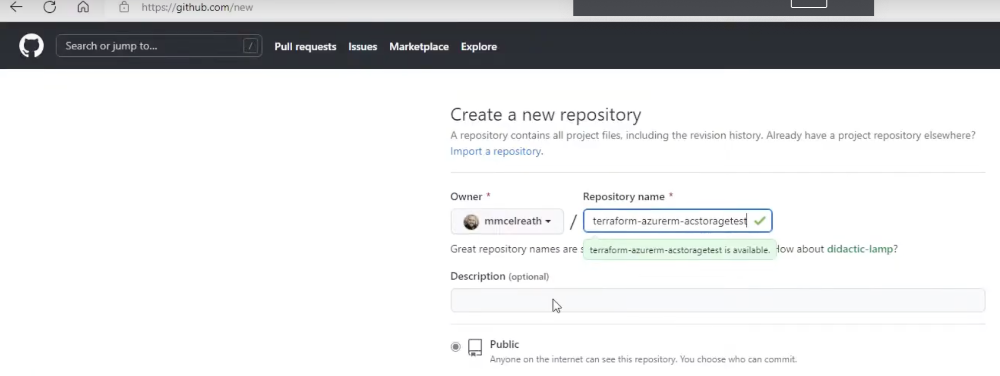 https://github.com/new
Search or jump to... /
Pull requests Issues Marketplace Explore
Create a new repository
A repository contains all project files, including the revision history. Already have a project repository elsewhere?
Import a repository.
Owner * Repository name *
mmcelreath / terraform-azurerm-acstoragetest
Great repository names are terraform-azurerm-acstoragetest is available. How about didactic-lamp?
Description (optional)
Public
Anyone on the internet can see this repository. You choose who can commit.